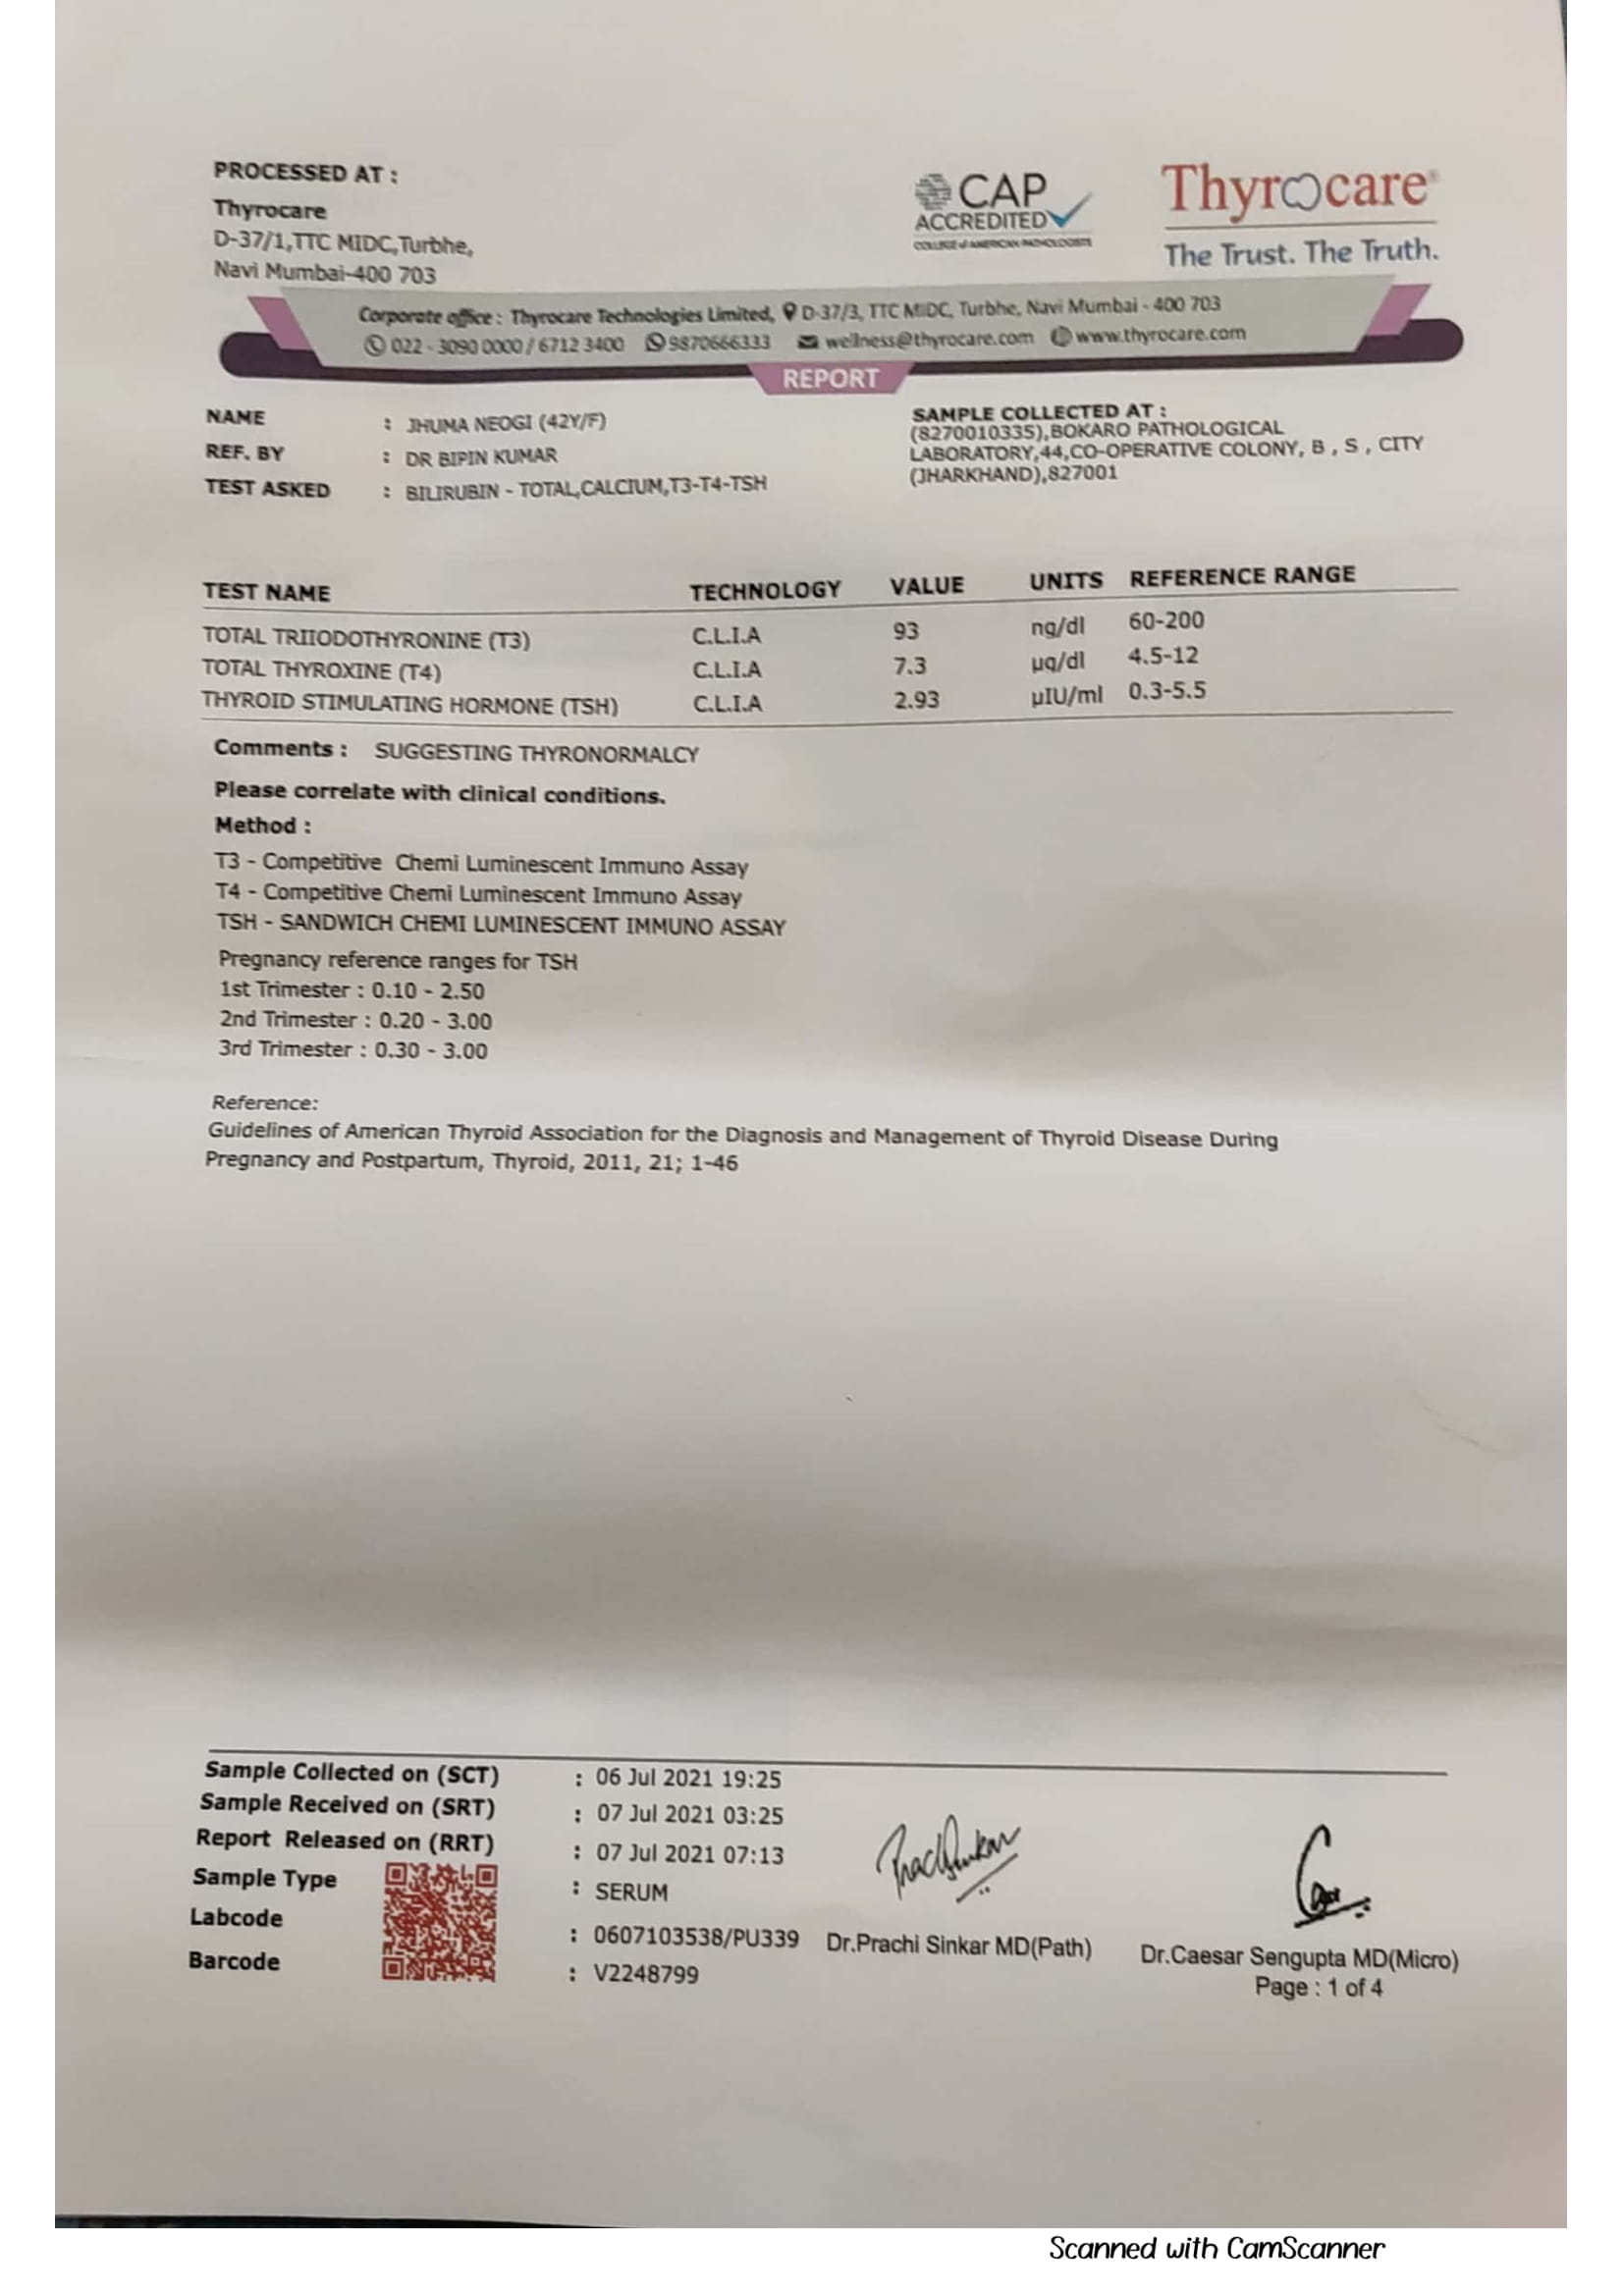 PROCESSED AT :
Thyrocare
D-37/1,TTC MIDC,Turbhe,
Navi Mumbai-400 703
CAP
ACCREDITED
COLLEGE of AMERICAN PATHOLOGISTS
Thyrocare®
The Trust. The Truth.
Corporate office : Thyrocare Technologies Limited, D-37/3, TTC MIDC, Turbhe, Navi Mumbai - 400 703
022 - 3090 0000 / 6712 3400 9870666333 wellness@thyrocare.com www.thyrocare.com
REPORT
NAME : JHUMA NEOGI (42Y/F)
REF. BY : DR BIPIN KUMAR
TEST ASKED : BILIRUBIN - TOTAL,CALCIUM,T3-T4-TSH
SAMPLE COLLECTED AT :
(8270010335),BOKARO PATHOLOGICAL
LABORATORY,44,CO-OPERATIVE COLONY, B , S , CITY
(JHARKHAND),827001
TEST NAME TECHNOLOGY VALUE UNITS REFERENCE RANGE
TOTAL TRIIODOTHYRONINE (T3) C.L.I.A 93 ng/dl 60-200
TOTAL THYROXINE (T4) C.L.I.A 7.3 µg/dl 4.5-12
THYROID STIMULATING HORMONE (TSH) C.L.I.A 2.93 µIU/ml 0.3-5.5
Comments : SUGGESTING THYRONORMALCY
Please correlate with clinical conditions.
Method :
T3 - Competitive Chemi Luminescent Immuno Assay
T4 - Competitive Chemi Luminescent Immuno Assay
TSH - SANDWICH CHEMI LUMINESCENT IMMUNO ASSAY
Pregnancy reference ranges for TSH
1st Trimester : 0.10 - 2.50
2nd Trimester : 0.20 - 3.00
3rd Trimester : 0.30 - 3.00
Reference:
Guidelines of American Thyroid Association for the Diagnosis and Management of Thyroid Disease During
Pregnancy and Postpartum, Thyroid, 2011, 21; 1-46
Sample Collected on (SCT) : 06 Jul 2021 19:25
Sample Received on (SRT) : 07 Jul 2021 03:25
Report Released on (RRT) : 07 Jul 2021 07:13
Sample Type : SERUM
Labcode : 0607103538/PU339
Barcode : V2248799
Dr.Prachi Sinkar MD(Path)
Dr.Caesar Sengupta MD(Micro)
Page : 1 of 4
Scanned with CamScanner